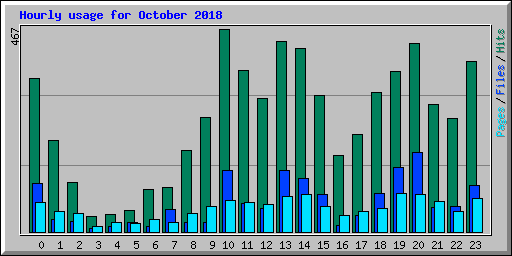 Hourly usage for October 2018
467
Pages / Files / Hits
0 1 2 3 4 5 6 7 8 9 10 11 12 13 14 15 16 17 18 19 20 21 22 23